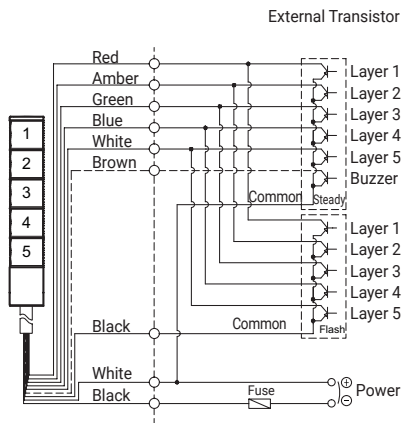 External Transistor
Red
Amber
Green
Blue
White
Brown
1
2
3
4
5
Layer 1
Layer 2
Layer 3
Layer 4
Layer 5
Buzzer
Common
Steady
Layer 1
Layer 2
Layer 3
Layer 4
Layer 5
Black
Common
Flash
White
Black
Fuse
+
−
Power